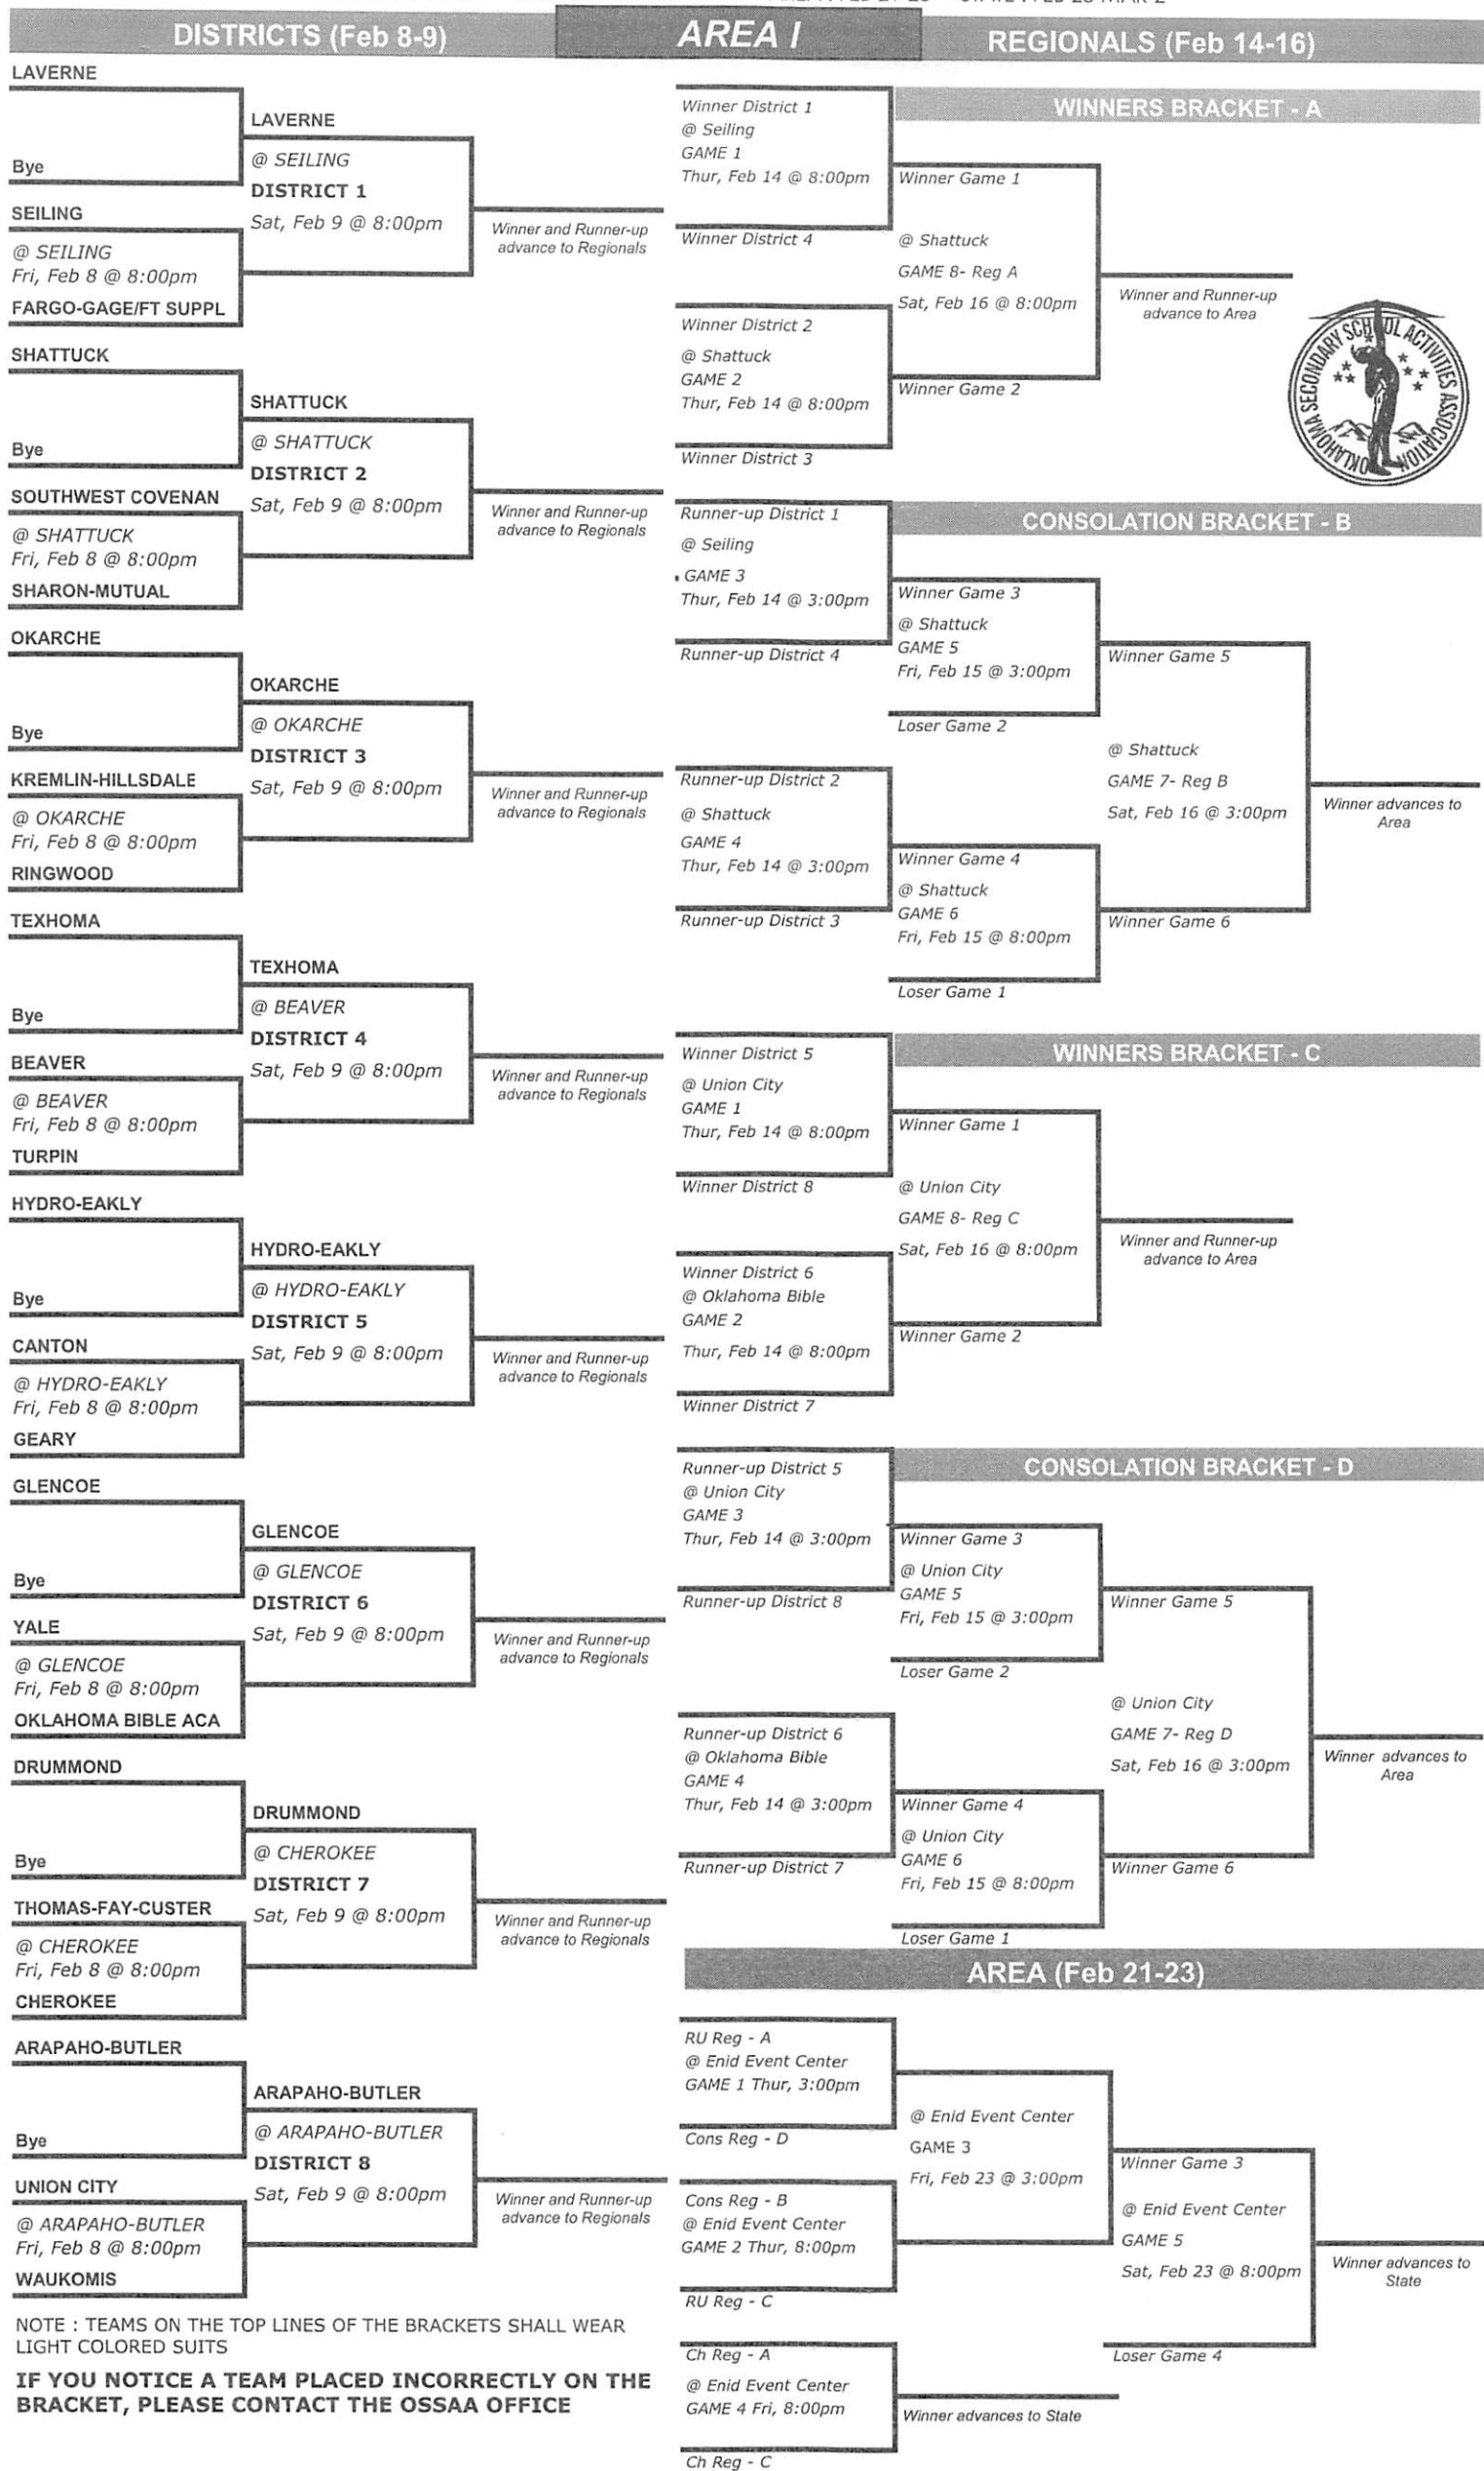 DISTRICTS (Feb 8-9)
AREA I
REGIONALS (Feb 14-16)
LAVERNE
Bye
LAVERNE
@ SEILING
DISTRICT 1
Sat, Feb 9 @ 8:00pm
SEILING
@ SEILING
Fri, Feb 8 @ 8:00pm
FARGO-GAGE/FT SUPPL
Winner and Runner-up
advance to Regionals
SHATTUCK
Bye
SHATTUCK
@ SHATTUCK
DISTRICT 2
Sat, Feb 9 @ 8:00pm
SOUTHWEST COVENAN
@ SHATTUCK
Fri, Feb 8 @ 8:00pm
SHARON-MUTUAL
Winner and Runner-up
advance to Regionals
OKARCHE
Bye
OKARCHE
@ OKARCHE
DISTRICT 3
Sat, Feb 9 @ 8:00pm
KREMLIN-HILLSDALE
@ OKARCHE
Fri, Feb 8 @ 8:00pm
RINGWOOD
Winner and Runner-up
advance to Regionals
TEXHOMA
Bye
TEXHOMA
@ BEAVER
DISTRICT 4
Sat, Feb 9 @ 8:00pm
BEAVER
@ BEAVER
Fri, Feb 8 @ 8:00pm
TURPIN
Winner and Runner-up
advance to Regionals
HYDRO-EAKLY
Bye
HYDRO-EAKLY
@ HYDRO-EAKLY
DISTRICT 5
Sat, Feb 9 @ 8:00pm
CANTON
@ HYDRO-EAKLY
Fri, Feb 8 @ 8:00pm
GEARY
Winner and Runner-up
advance to Regionals
GLENCOE
Bye
GLENCOE
@ GLENCOE
DISTRICT 6
Sat, Feb 9 @ 8:00pm
YALE
@ GLENCOE
Fri, Feb 8 @ 8:00pm
OKLAHOMA BIBLE ACA
Winner and Runner-up
advance to Regionals
DRUMMOND
Bye
DRUMMOND
@ CHEROKEE
DISTRICT 7
Sat, Feb 9 @ 8:00pm
THOMAS-FAY-CUSTER
@ CHEROKEE
Fri, Feb 8 @ 8:00pm
CHEROKEE
Winner and Runner-up
advance to Regionals
ARAPAHO-BUTLER
Bye
ARAPAHO-BUTLER
@ ARAPAHO-BUTLER
DISTRICT 8
Sat, Feb 9 @ 8:00pm
UNION CITY
@ ARAPAHO-BUTLER
Fri, Feb 8 @ 8:00pm
WAUKOMIS
Winner and Runner-up
advance to Regionals
NOTE : TEAMS ON THE TOP LINES OF THE BRACKETS SHALL WEAR
LIGHT COLORED SUITS
IF YOU NOTICE A TEAM PLACED INCORRECTLY ON THE
BRACKET, PLEASE CONTACT THE OSSAA OFFICE
WINNERS BRACKET - A
Winner District 1
@ Seiling
GAME 1
Thur, Feb 14 @ 8:00pm
Winner District 4
Winner District 2
@ Shattuck
GAME 2
Thur, Feb 14 @ 8:00pm
Winner District 3
Winner Game 1
@ Shattuck
GAME 8- Reg A
Sat, Feb 16 @ 8:00pm
Winner Game 2
Winner and Runner-up
advance to Area
OKLAHOMA SECONDARY SCHOOL ACTIVITIES ASSOCIATION
CONSOLATION BRACKET - B
Runner-up District 1
@ Seiling
GAME 3
Thur, Feb 14 @ 3:00pm
Runner-up District 4
Runner-up District 2
@ Shattuck
GAME 4
Thur, Feb 14 @ 3:00pm
Runner-up District 3
Winner Game 3
@ Shattuck
GAME 5
Fri, Feb 15 @ 3:00pm
Loser Game 2
Winner Game 4
@ Shattuck
GAME 6
Fri, Feb 15 @ 8:00pm
Loser Game 1
Winner Game 5
@ Shattuck
GAME 7- Reg B
Sat, Feb 16 @ 3:00pm
Winner Game 6
Winner advances to
Area
WINNERS BRACKET - C
Winner District 5
@ Union City
GAME 1
Thur, Feb 14 @ 8:00pm
Winner District 8
Winner District 6
@ Oklahoma Bible
GAME 2
Thur, Feb 14 @ 8:00pm
Winner District 7
Winner Game 1
@ Union City
GAME 8- Reg C
Sat, Feb 16 @ 8:00pm
Winner Game 2
Winner and Runner-up
advance to Area
CONSOLATION BRACKET - D
Runner-up District 5
@ Union City
GAME 3
Thur, Feb 14 @ 3:00pm
Runner-up District 8
Runner-up District 6
@ Oklahoma Bible
GAME 4
Thur, Feb 14 @ 3:00pm
Runner-up District 7
Winner Game 3
@ Union City
GAME 5
Fri, Feb 15 @ 3:00pm
Loser Game 2
Winner Game 4
@ Union City
GAME 6
Fri, Feb 15 @ 8:00pm
Loser Game 1
Winner Game 5
@ Union City
GAME 7- Reg D
Sat, Feb 16 @ 3:00pm
Winner Game 6
Winner advances to
Area
AREA (Feb 21-23)
RU Reg - A
@ Enid Event Center
GAME 1 Thur, 3:00pm
Cons Reg - D
Cons Reg - B
@ Enid Event Center
GAME 2 Thur, 8:00pm
RU Reg - C
@ Enid Event Center
GAME 3
Fri, Feb 23 @ 3:00pm
Winner Game 3
@ Enid Event Center
GAME 5
Sat, Feb 23 @ 8:00pm
Loser Game 4
Winner advances to
State
Ch Reg - A
@ Enid Event Center
GAME 4 Fri, 8:00pm
Ch Reg - C
Winner advances to State